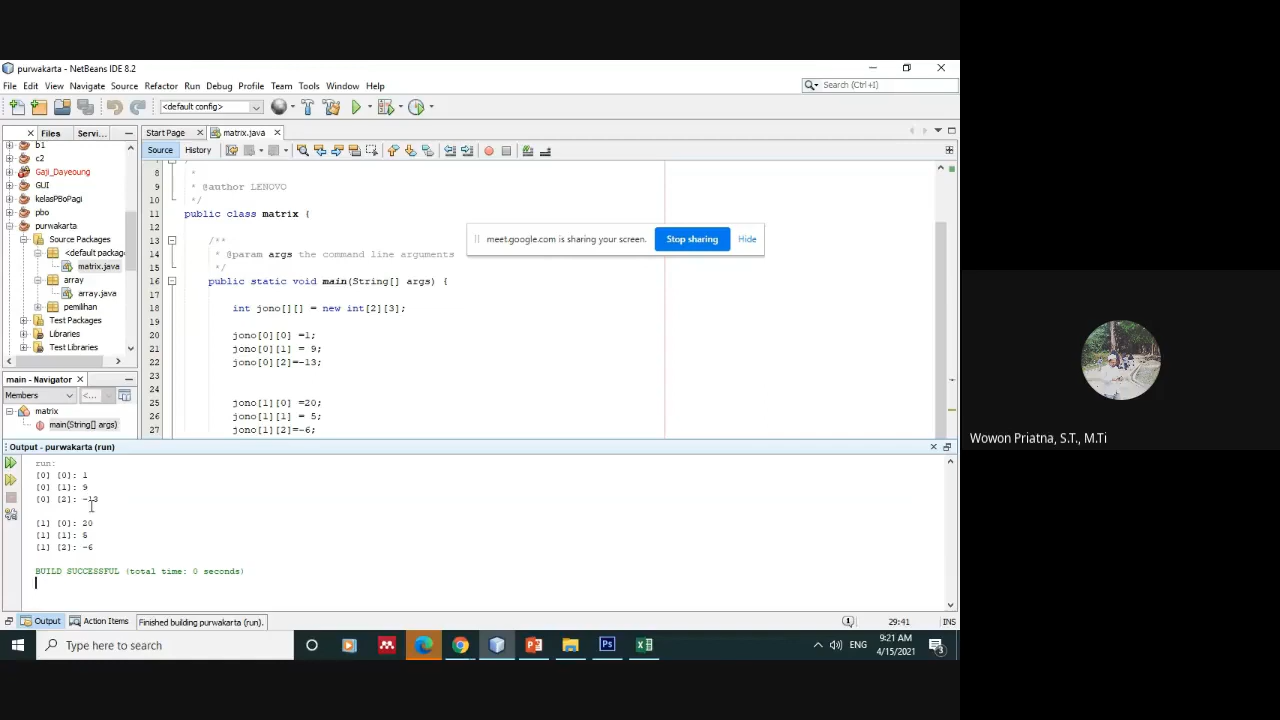 purwakarta - NetBeans IDE 8.2
File Edit View Navigate Source Refactor Run Debug Profile Team Tools Window Help
Search (Ctrl+I)
<default config>
Files Servi...
Start Page matrix.java
Source History
b1
c2
Gaji_Dayeoung
GUI
kelasPBoPagi
pbo
purwakarta
Source Packages
<default packag
matrix.java
array
array.java
pemilihan
Test Packages
Libraries
Test Libraries
main - Navigator
Members <...
matrix
main(String[] args)
8 *
9 * @author LENOVO
10 */
11 public class matrix {
12
13 /**
14 * @param args the command line arguments
15 */
16 public static void main(String[] args) {
17
18 int jono[][] = new int[2][3];
19
20 jono[0][0] =1;
21 jono[0][1] = 9;
22 jono[0][2]=-13;
23
24
25 jono[1][0] =20;
26 jono[1][1] = 5;
27 jono[1][2]=-6;
meet.google.com is sharing your screen. Stop sharing Hide
Output - purwakarta (run)
run:
[0] [0]: 1
[0] [1]: 9
[0] [2]: -13
[1] [0]: 20
[1] [1]: 5
[1] [2]: -6
BUILD SUCCESSFUL (total time: 0 seconds)
Output Action Items Finished building purwakarta (run). 29:41 INS
Type here to search
ENG
9:21 AM
4/15/2021
3
Wowon Priatna, S.T., M.Ti